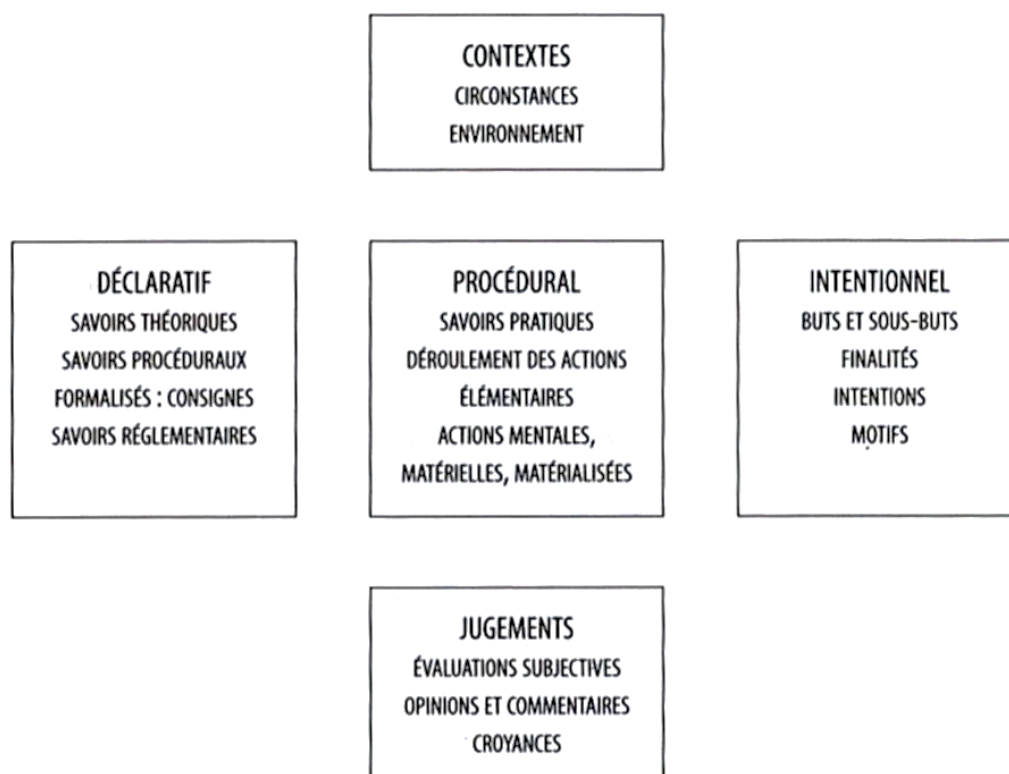 CONTEXTES
CIRCONSTANCES
ENVIRONNEMENT
DÉCLARATIF
SAVOIRS THÉORIQUES
SAVOIRS PROCÉDURAUX
FORMALISÉS : CONSIGNES
SAVOIRS RÉGLEMENTAIRES
PROCÉDURAL
SAVOIRS PRATIQUES
DÉROULEMENT DES ACTIONS
ÉLÉMENTAIRES
ACTIONS MENTALES,
MATÉRIELLES, MATÉRIALISÉES
INTENTIONNEL
BUTS ET SOUS-BUTS
FINALITÉS
INTENTIONS
MOTIFS
JUGEMENTS
ÉVALUATIONS SUBJECTIVES
OPINIONS ET COMMENTAIRES
CROYANCES